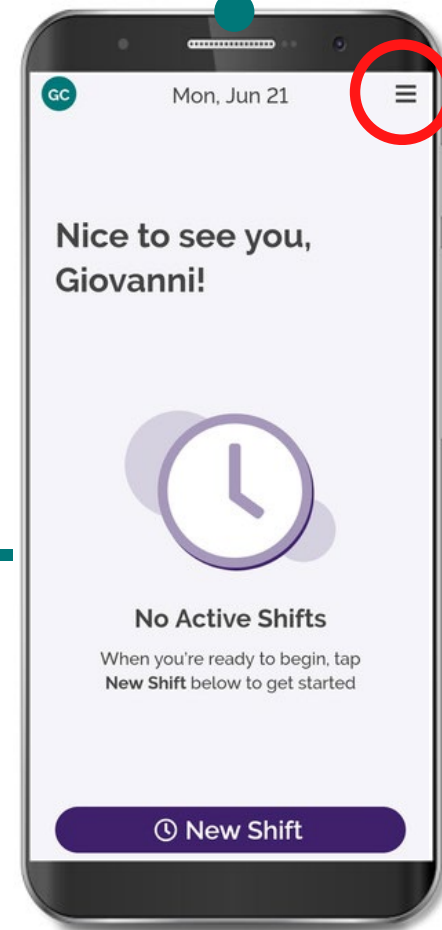 GC
Mon, Jun 21
Nice to see you,
Giovanni!
No Active Shifts
When you're ready to begin, tap
New Shift below to get started
New Shift